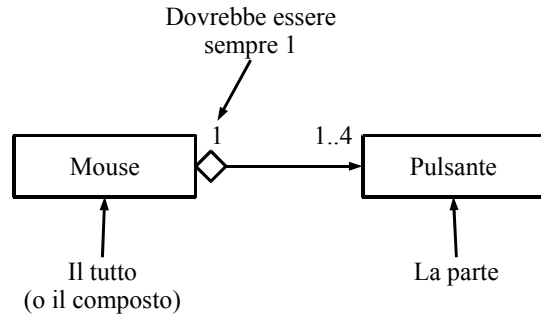 Dovrebbe essere
sempre 1
1
1..4
Mouse
Pulsante
Il tutto
(o il composto)
La parte